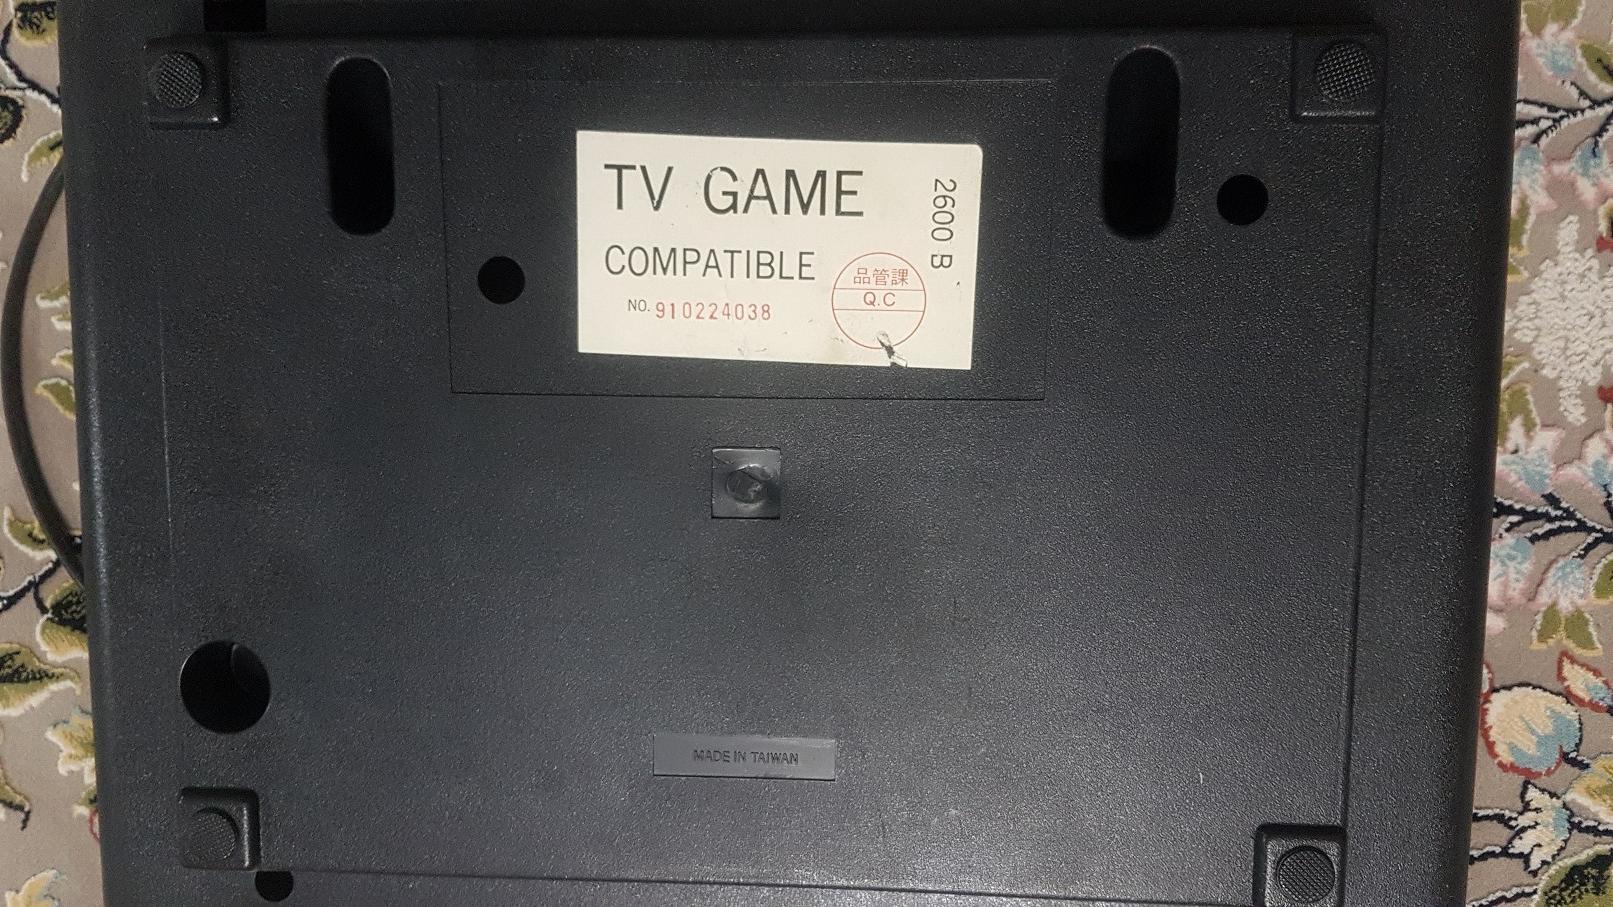 TV GAME
COMPATIBLE
NO. 910224038
2600 B
品管課
Q.C
MADE IN TAIWAN